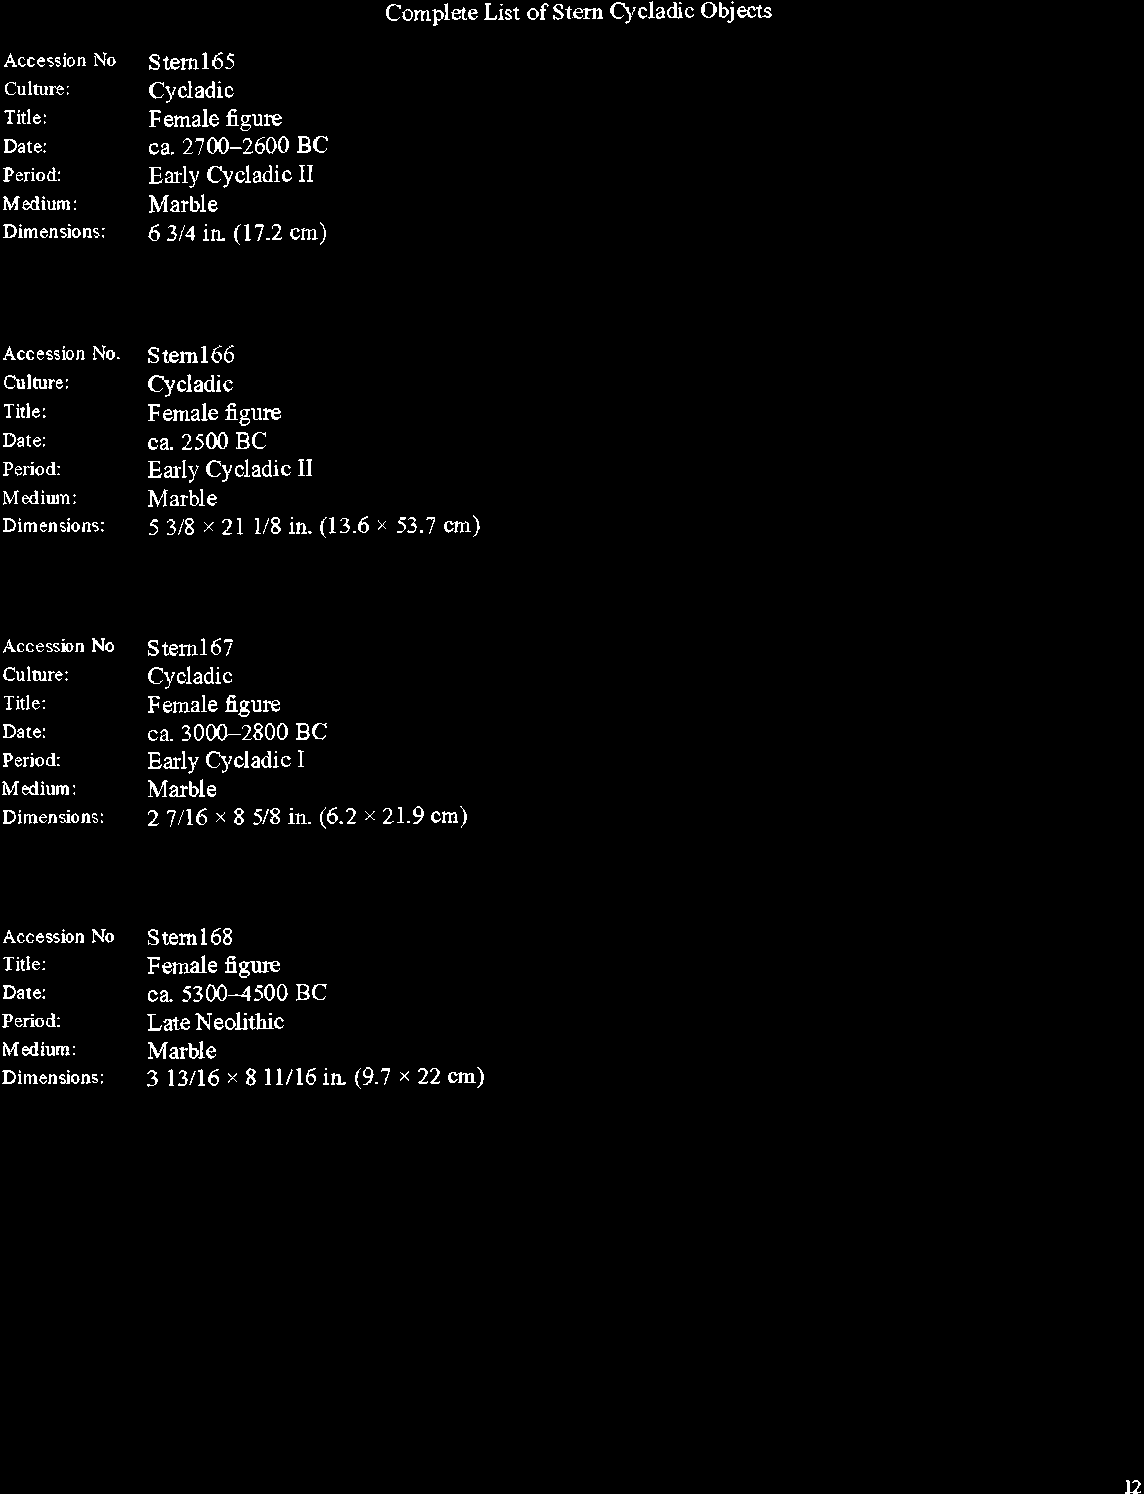 Complete List of Stern Cycladic Objects
Accession No Stern165
Culture: Cycladic
Title: Female figure
Date: ca. 2700–2600 BC
Period: Early Cycladic II
Medium: Marble
Dimensions: 6 3/4 in. (17.2 cm)
Accession No. Stern166
Culture: Cycladic
Title: Female figure
Date: ca. 2500 BC
Period: Early Cycladic II
Medium: Marble
Dimensions: 5 3/8 × 21 1/8 in. (13.6 × 53.7 cm)
Accession No Stern167
Culture: Cycladic
Title: Female figure
Date: ca. 3000–2800 BC
Period: Early Cycladic I
Medium: Marble
Dimensions: 2 7/16 × 8 5/8 in. (6.2 × 21.9 cm)
Accession No Stern168
Title: Female figure
Date: ca. 5300–4500 BC
Period: Late Neolithic
Medium: Marble
Dimensions: 3 13/16 × 8 11/16 in. (9.7 × 22 cm)
12